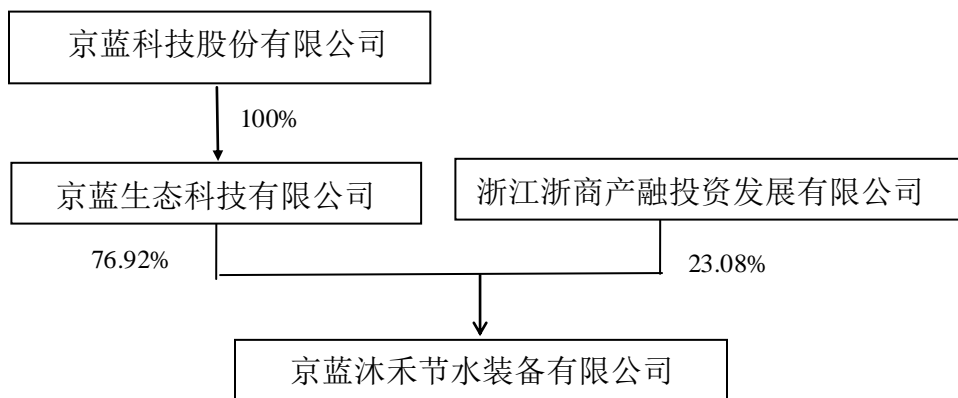 京蓝科技股份有限公司
100%
京蓝生态科技有限公司
浙江浙商产融投资发展有限公司
76.92%
23.08%
京蓝沐禾节水装备有限公司